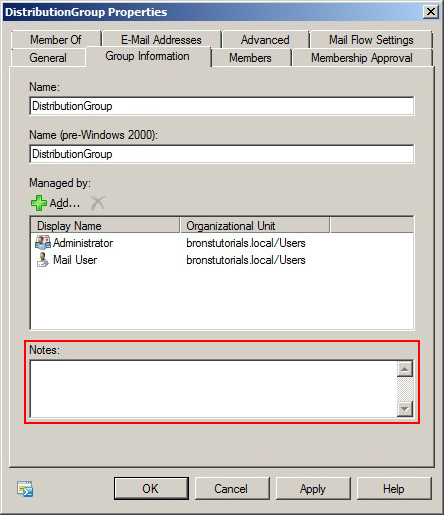 DistributionGroup Properties
Member Of E-Mail Addresses Advanced Mail Flow Settings
General Group Information Members Membership Approval
Name:
DistributionGroup
Name (pre-Windows 2000):
DistributionGroup
Managed by:
Add...
Display Name Organizational Unit
Administrator bronstutorials.local/Users
Mail User bronstutorials.local/Users
Notes:
OK Cancel Apply Help